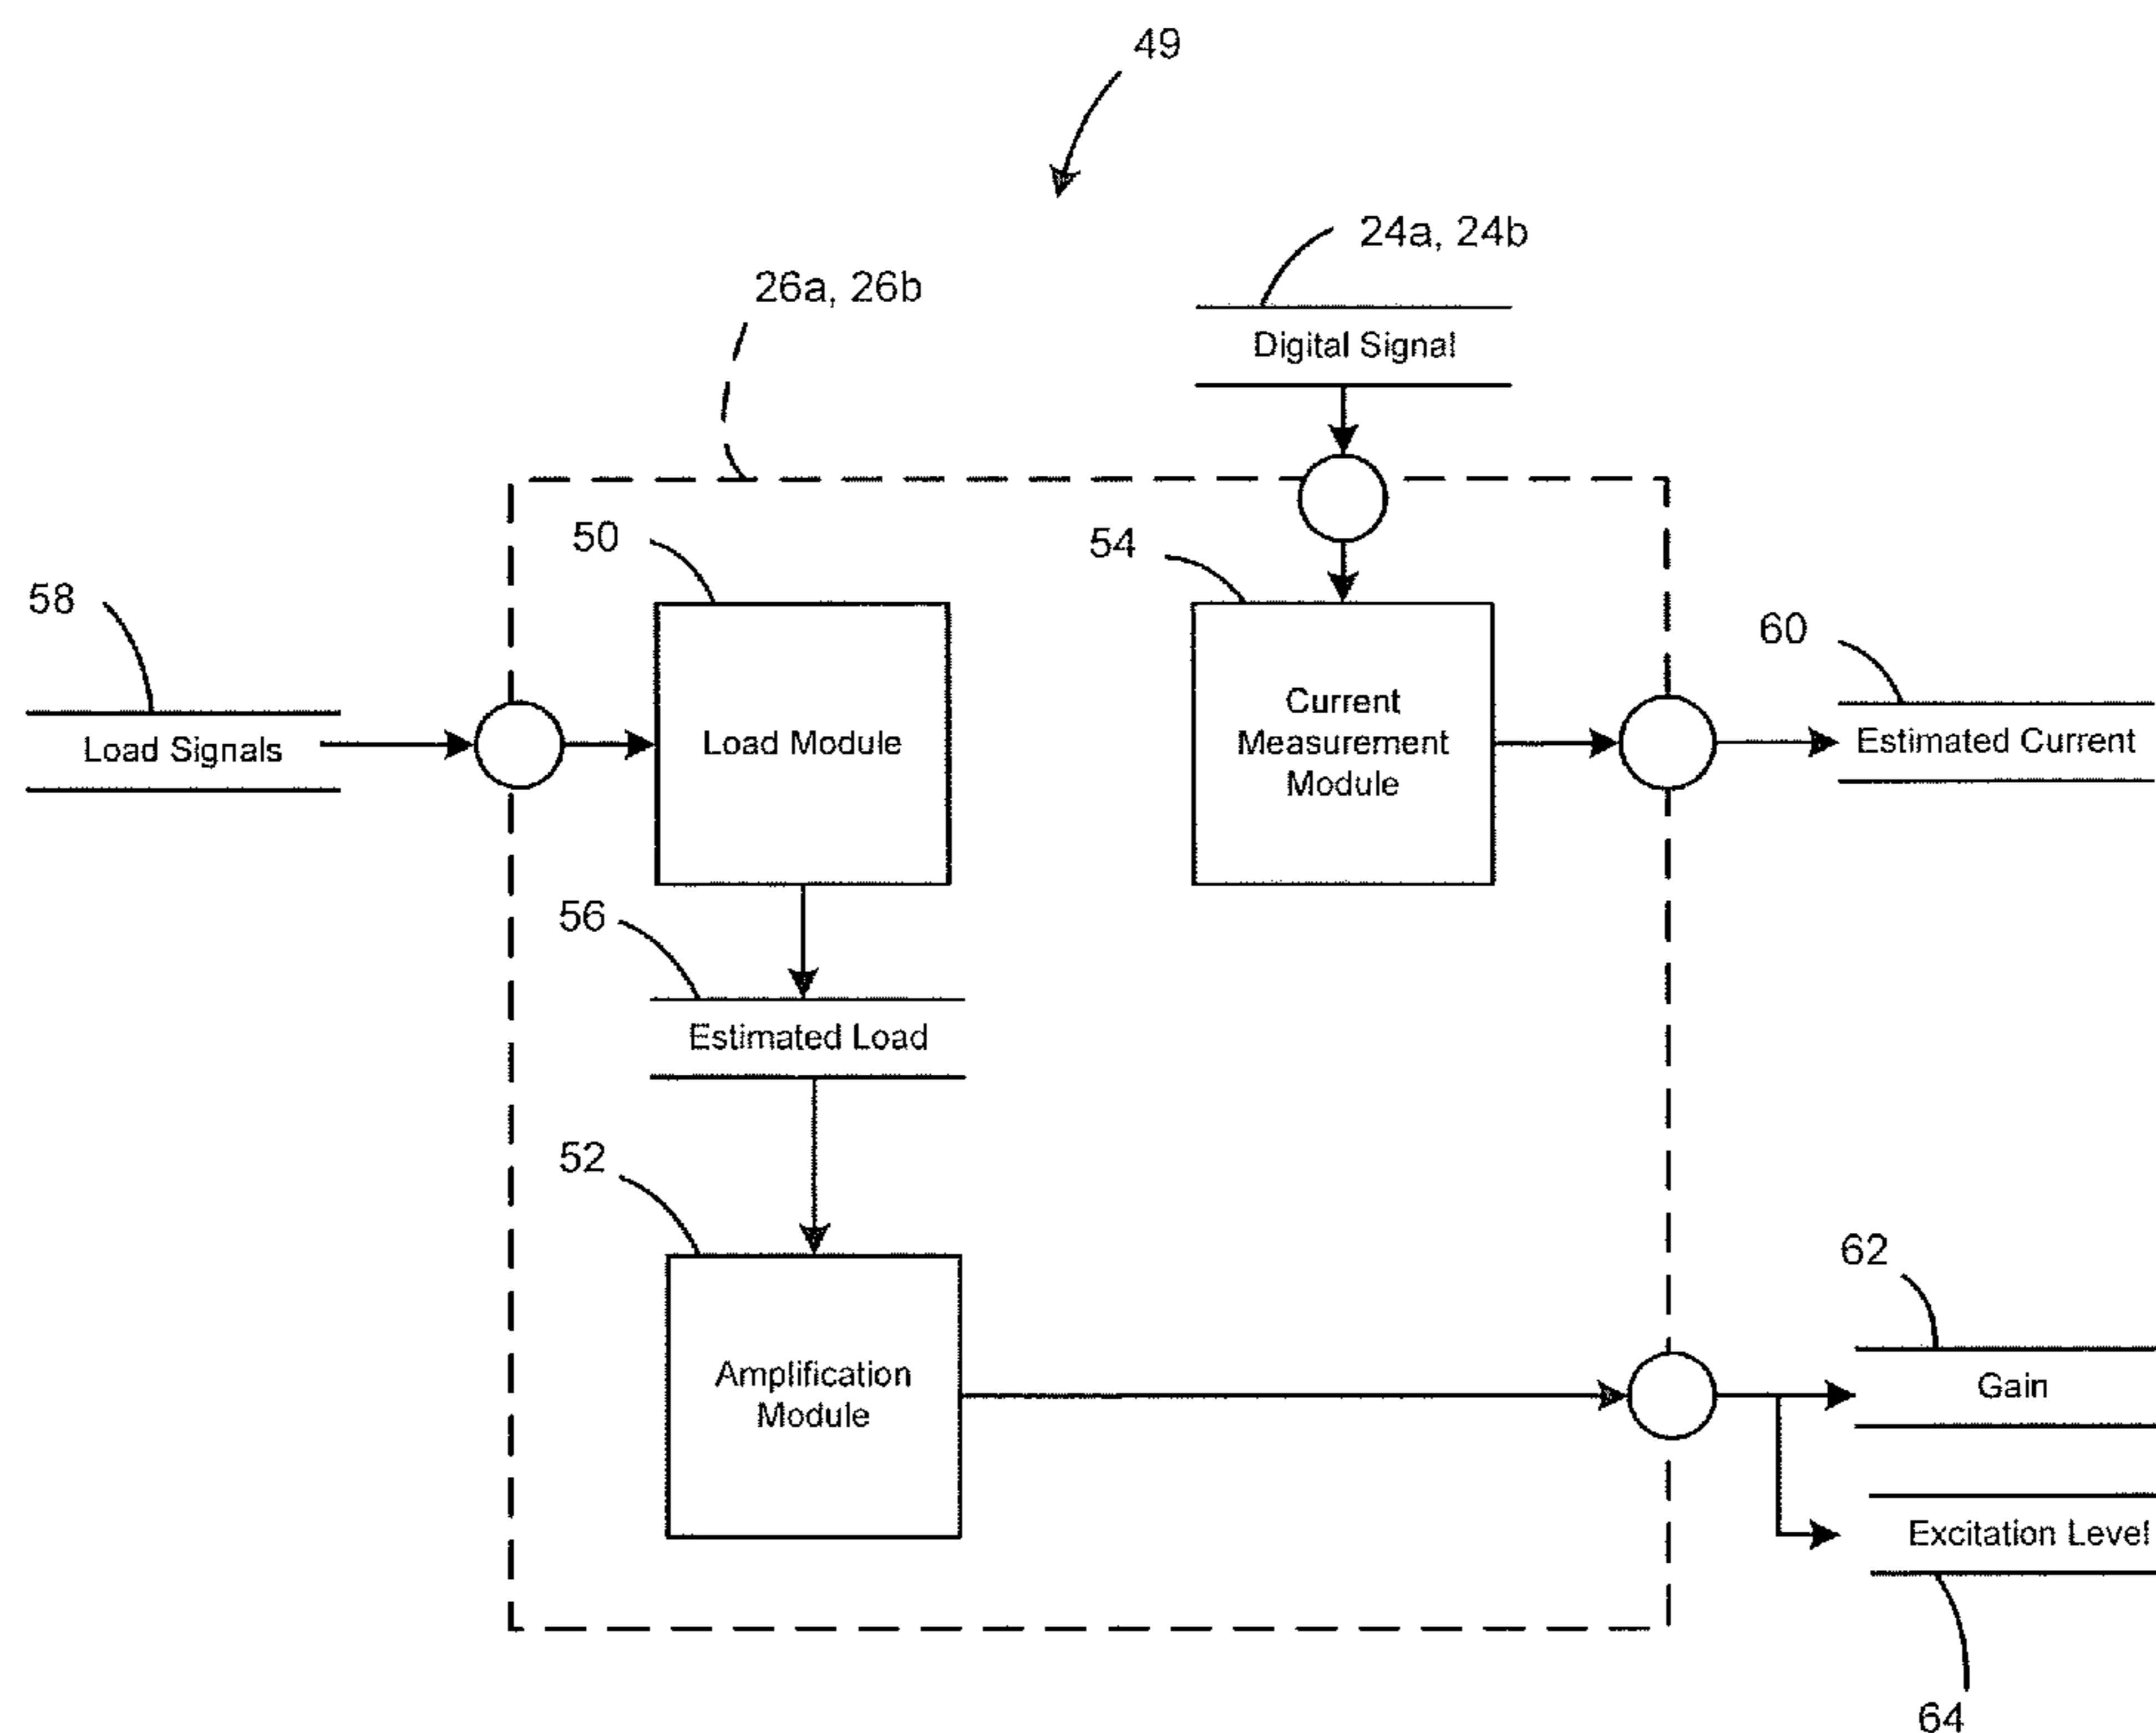 49
24a, 24b
26a, 26b
Digital Signal
50
54
58
60
Load Signals
Load Module
Current
Measurement
Module
Estimated Current
56
Estimated Load
52
62
Amplification
Module
Gain
Excitation Level
64